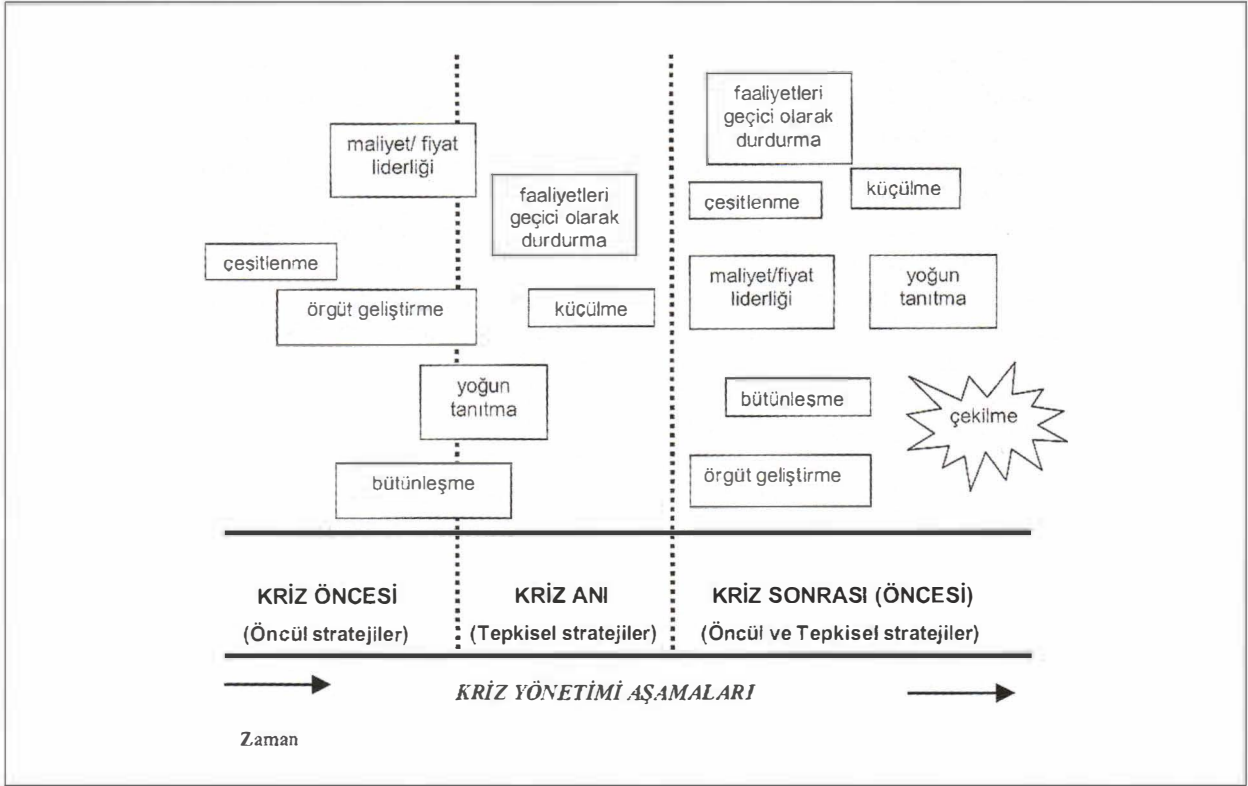 maliyet/ fiyat
liderliği
çeşitlenme
örgüt geliştirme
yoğun
tanıtma
bütünleşme
faaliyetleri
geçici olarak
durdurma
küçülme
faaliyetleri
geçici olarak
durdurma
küçülme
çeşitlenme
maliyet/fiyat
liderliği
yoğun
tanıtma
bütünleşme
çekilme
örgüt geliştirme
KRİZ ÖNCESİ
(Öncül stratejiler)
KRİZ ANI
(Tepkisel stratejiler)
KRİZ SONRASI (ÖNCESİ)
(Öncül ve Tepkisel stratejiler)
KRİZ YÖNETİMİ AŞAMALARI
Zaman